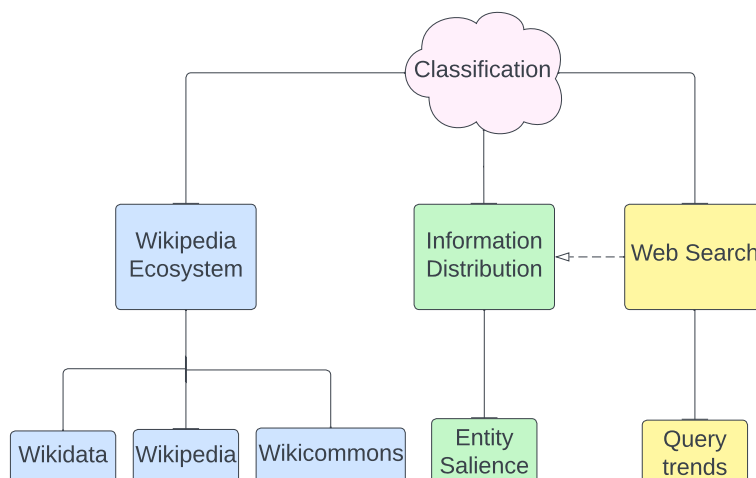 Classification
Wikipedia
Ecosystem
Information
Distribution
Web Search
Wikidata
Wikipedia
Wikicommons
Entity
Salience
Query
trends